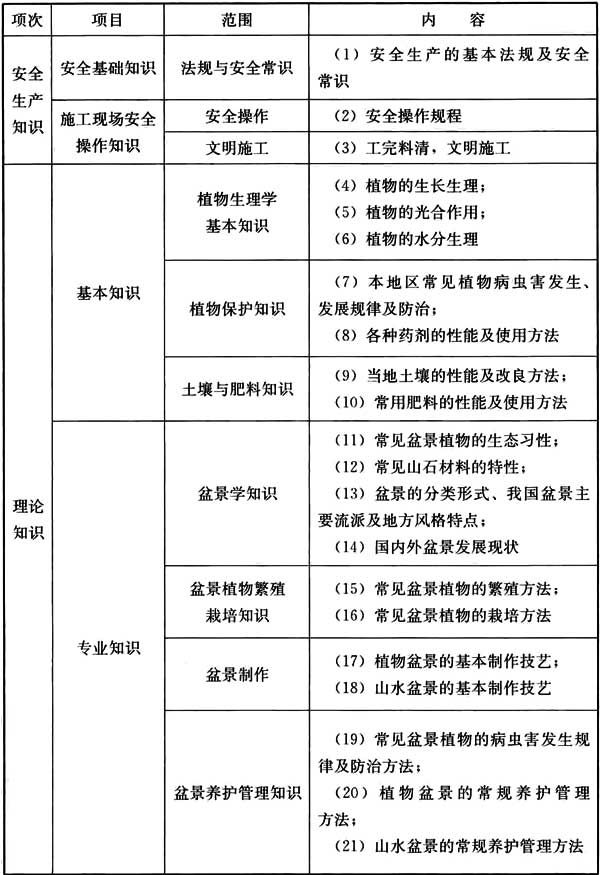 项次 项目 范围 内容
安全生产知识 安全基础知识 法规与安全常识 （1）安全生产的基本法规及安全
常识
施工现场安全操作知识 安全操作 （2）安全操作规程
文明施工 （3）工完料清，文明施工
理论知识 基本知识 植物生理学基本知识 （4）植物的生长生理；
（5）植物的光合作用；
（6）植物的水分生理
植物保护知识 （7）本地区常见植物病虫害发生、
发展规律及防治；
（8）各种药剂的性能及使用方法
土壤与肥料知识 （9）当地土壤的性能及改良方法；
（10）常用肥料的性能及使用方法
专业知识 盆景学知识 （11）常见盆景植物的生态习性；
（12）常见山石材料的特性；
（13）盆景的分类形式、我国盆景主
要流派及地方风格特点；
（14）国内外盆景发展现状
盆景植物繁殖栽培知识 （15）常见盆景植物的繁殖方法；
（16）常见盆景植物的栽培方法
盆景制作 （17）植物盆景的基本制作技艺；
（18）山水盆景的基本制作技艺
盆景养护管理知识 （19）常见盆景植物的病虫害发生规
律及防治方法；
（20）植物盆景的常规养护管理
方法；
（21）山水盆景的常规养护管理方法